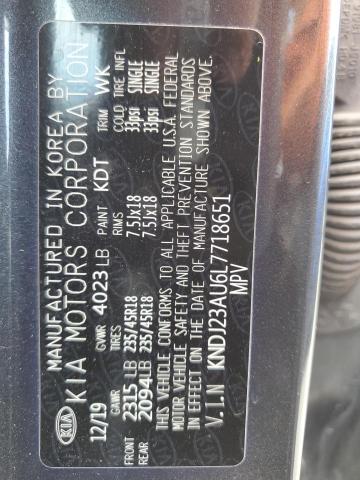 MANUFACTURED IN KOREA BY
KIA KIA MOTORS CORPORATION
12/19 GVWR 4023 LB PAINT KDT TRIM WK
GAWR TIRES RIMS COLD TIRE INFL
FRONT 2315 LB 235/45R18 7.5Jx18 33psi SINGLE
REAR 2094 LB 235/45R18 7.5Jx18 33psi SINGLE
THIS VEHICLE CONFORMS TO ALL APPLICABLE U.S.A. FEDERAL
MOTOR VEHICLE SAFETY AND THEFT PREVENTION STANDARDS
IN EFFECT ON THE DATE OF MANUFACTURE SHOWN ABOVE.
V.I.N KNDJ23AU6L7718651
MPV